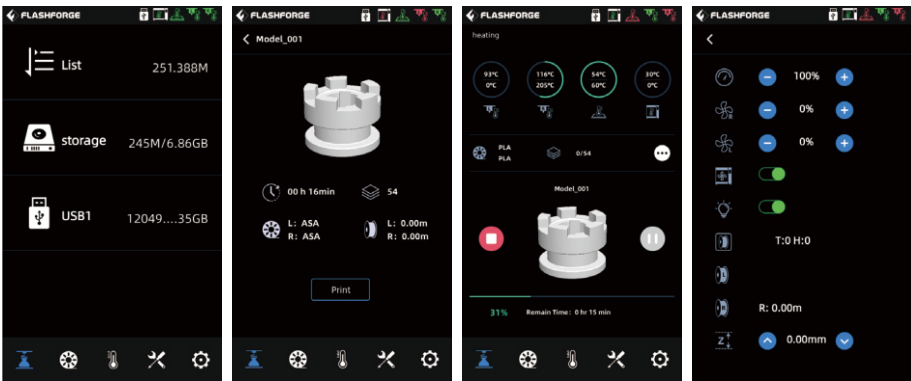 FLASHFORGE
List
251.388M
storage
245M/6.86GB
USB1
12049....35GB
FLASHFORGE
Model_001
00 h 16min
54
L: ASA
R: ASA
L: 0.00m
R: 0.00m
Print
FLASHFORGE
heating
93℃
0℃
116℃
205℃
54℃
60℃
30℃
0℃
PLA
PLA
0/54
Model_001
31%
Remain Time: 0 hr 15 min
FLASHFORGE
100%
0%
0%
T:0 H:0
R: 0.00m
Z
0.00mm